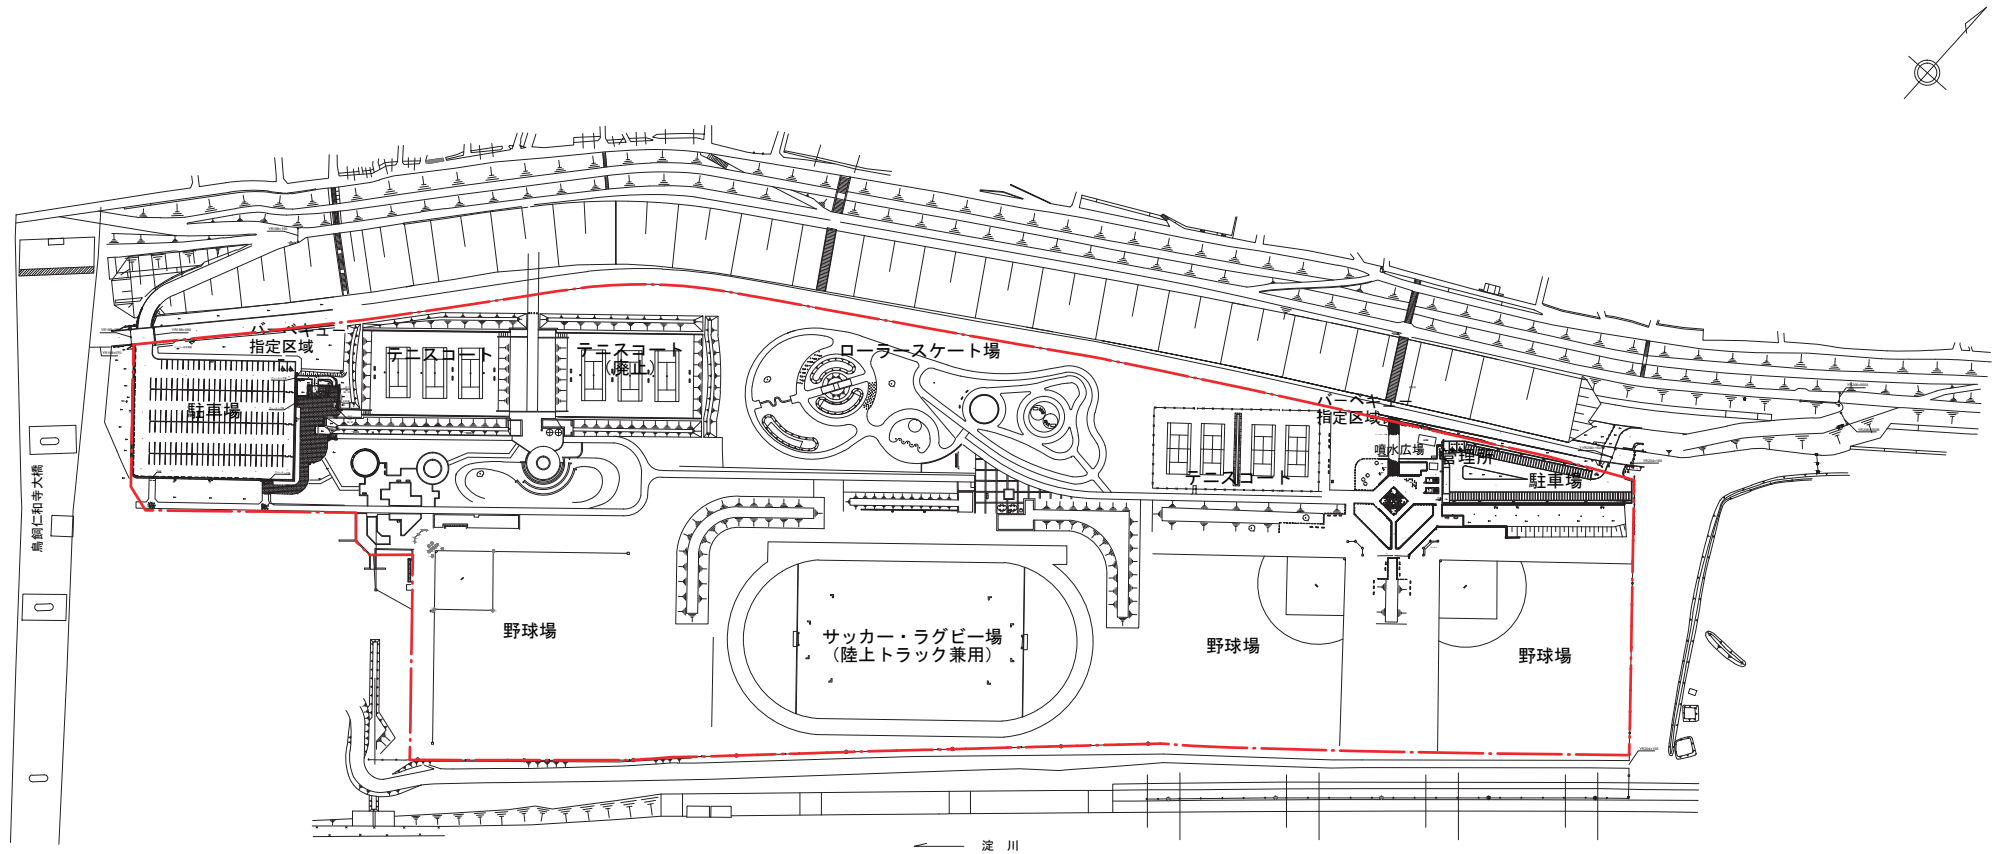 バーベキュー
指定区域
テニスコート
テニスコート
（廃止）
ローラースケート場
駐車場
バーベキュー
指定区域
噴水広場
管理所
テニスコート
駐車場
鳥飼仁和寺大橋
野球場
サッカー・ラグビー場
（陸上トラック兼用）
野球場
野球場
淀 川